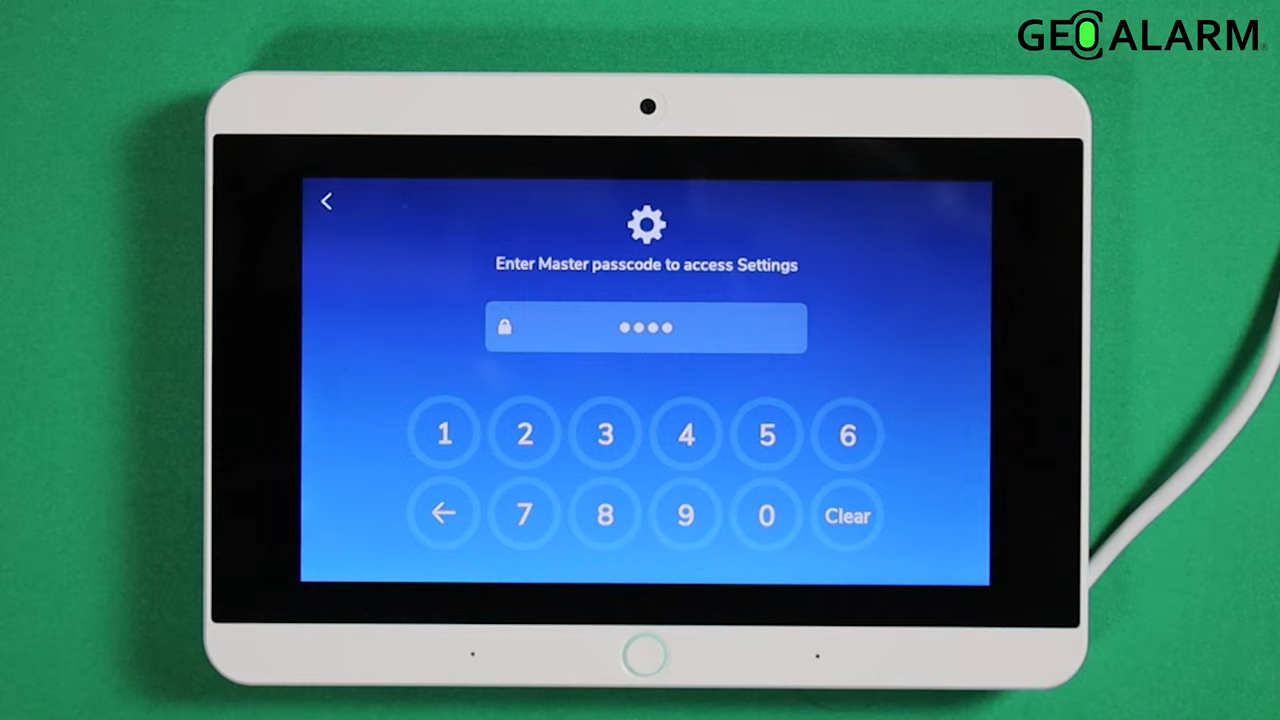 GEOALARM®
Enter Master passcode to access Settings
••••
1 2 3 4 5 6
← 7 8 9 0 Clear